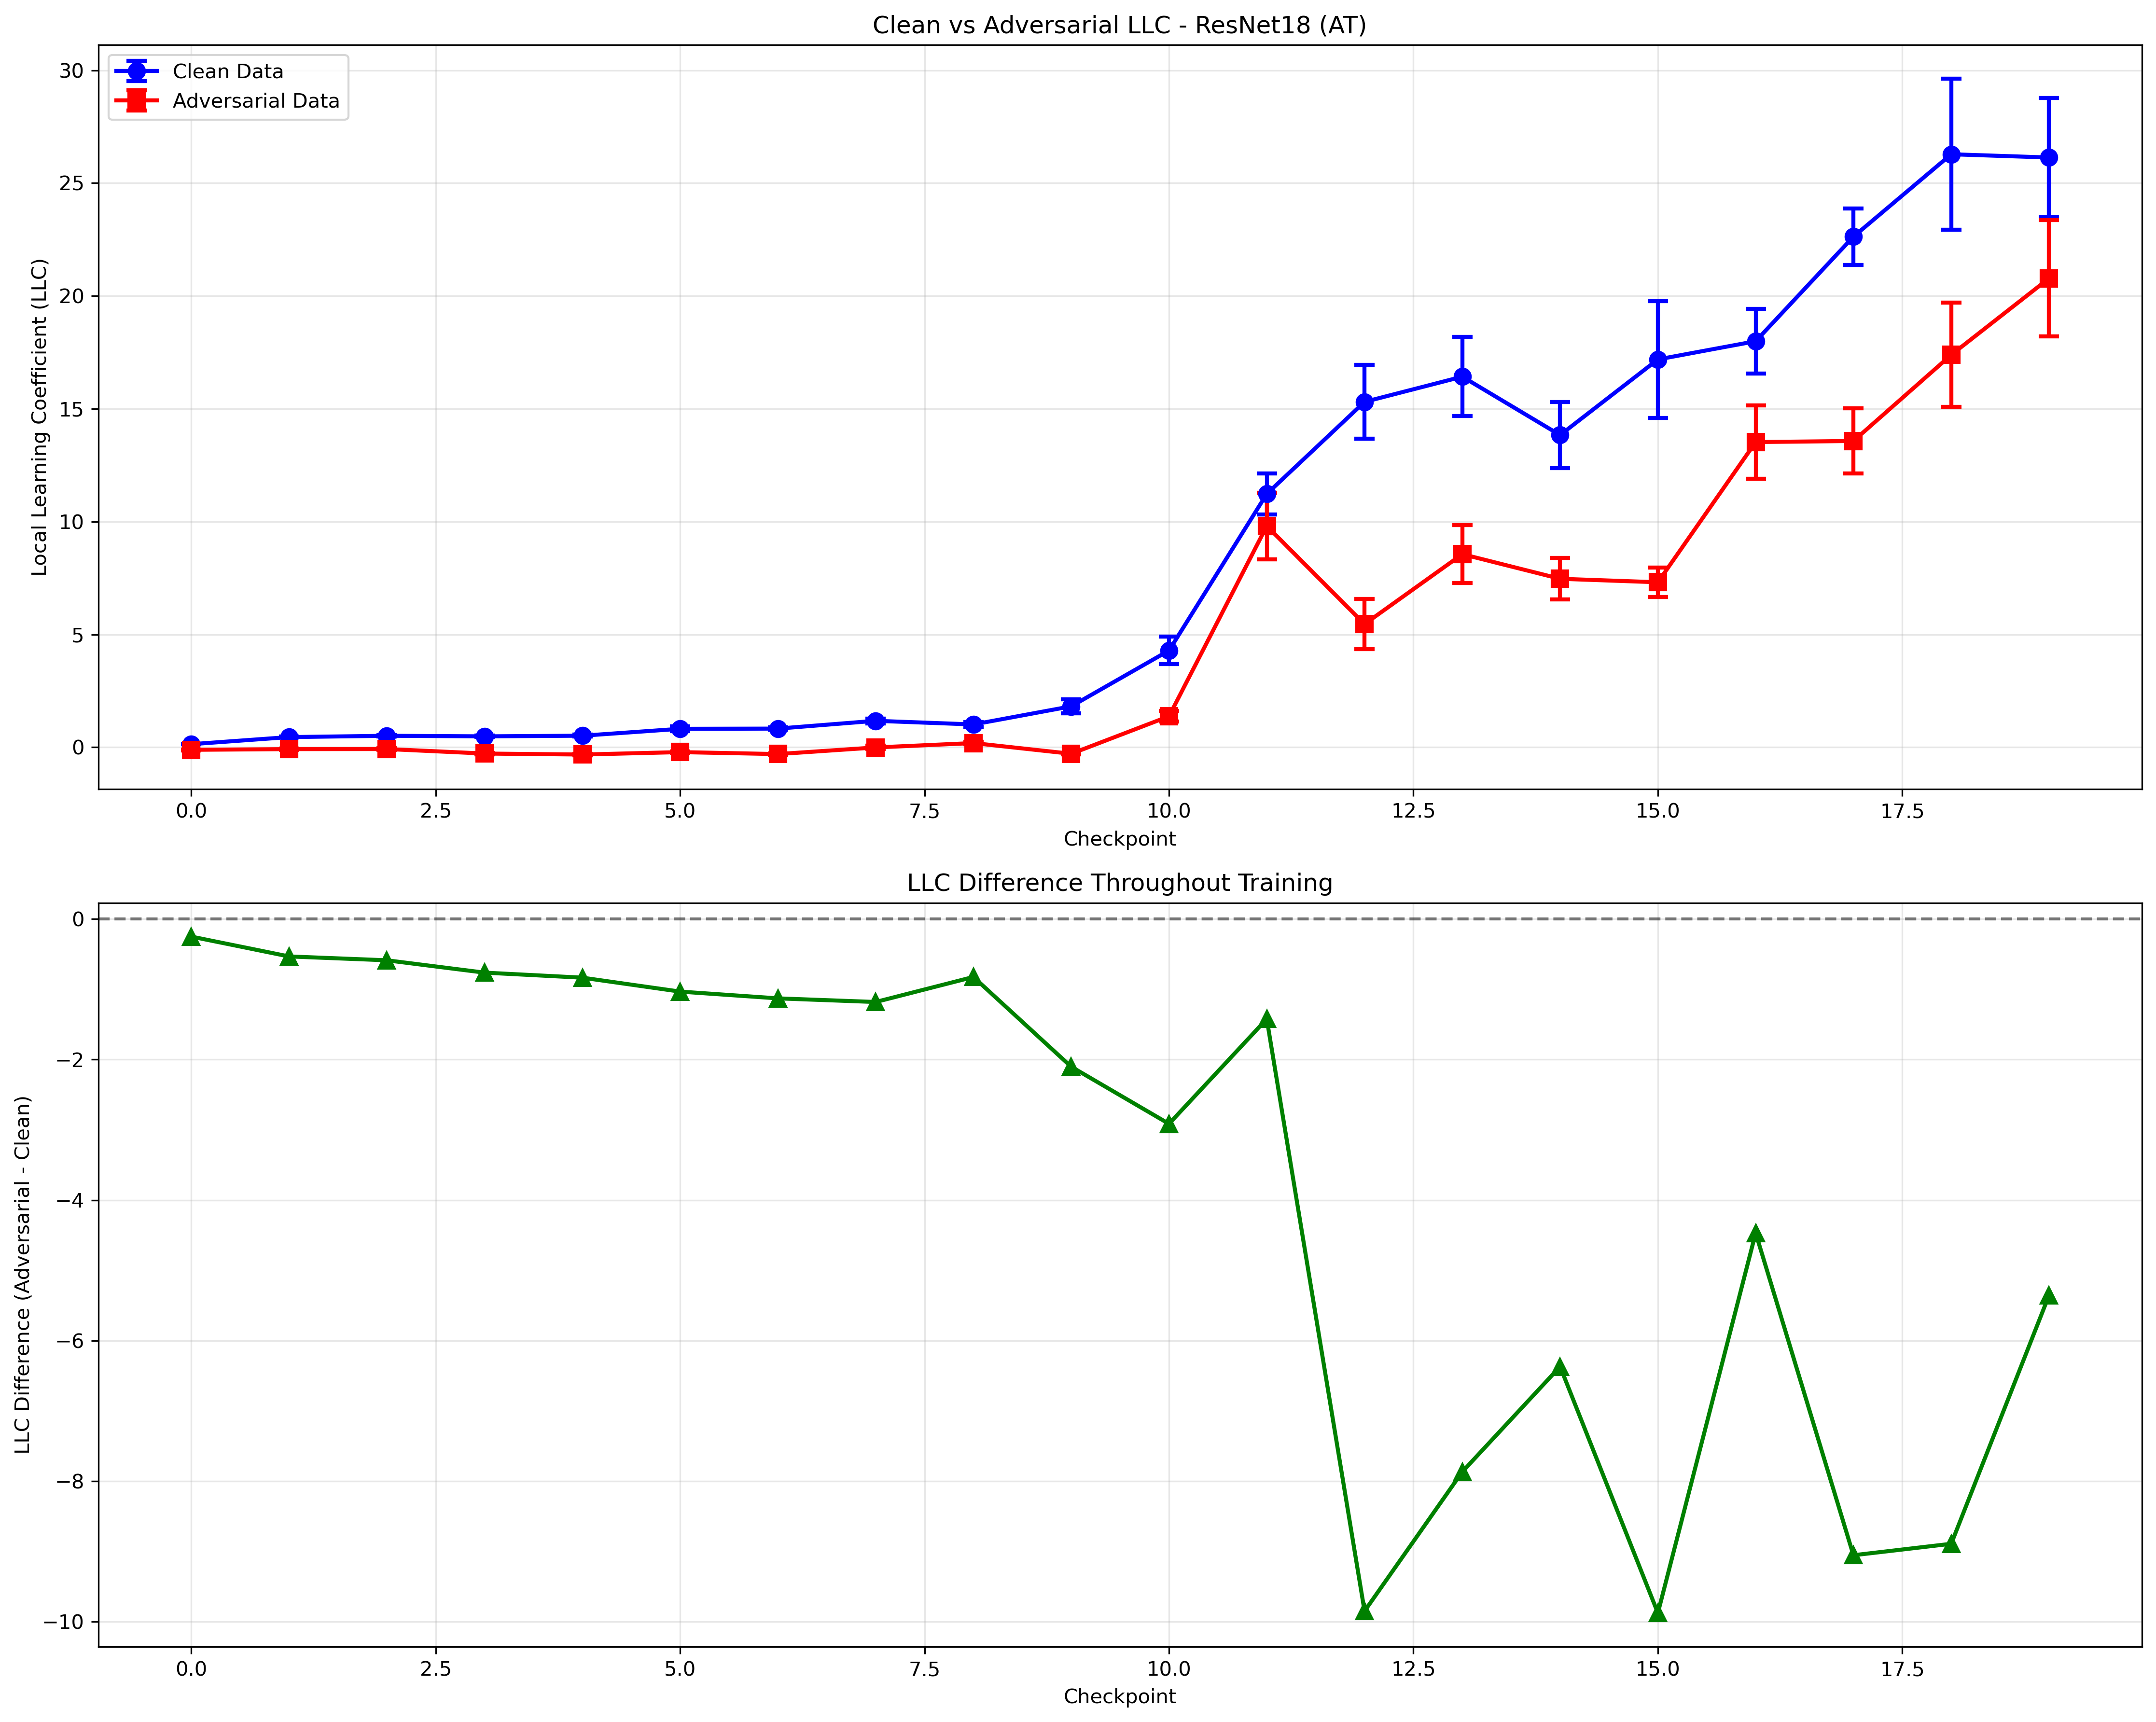 Clean vs Adversarial LLC - ResNet18 (AT)
Clean Data
Adversarial Data
Local Learning Coefficient (LLC)
30
25
20
15
10
5
0
0.0 2.5 5.0 7.5 10.0 12.5 15.0 17.5
Checkpoint
LLC Difference Throughout Training
LLC Difference (Adversarial - Clean)
0
−2
−4
−6
−8
−10
0.0 2.5 5.0 7.5 10.0 12.5 15.0 17.5
Checkpoint